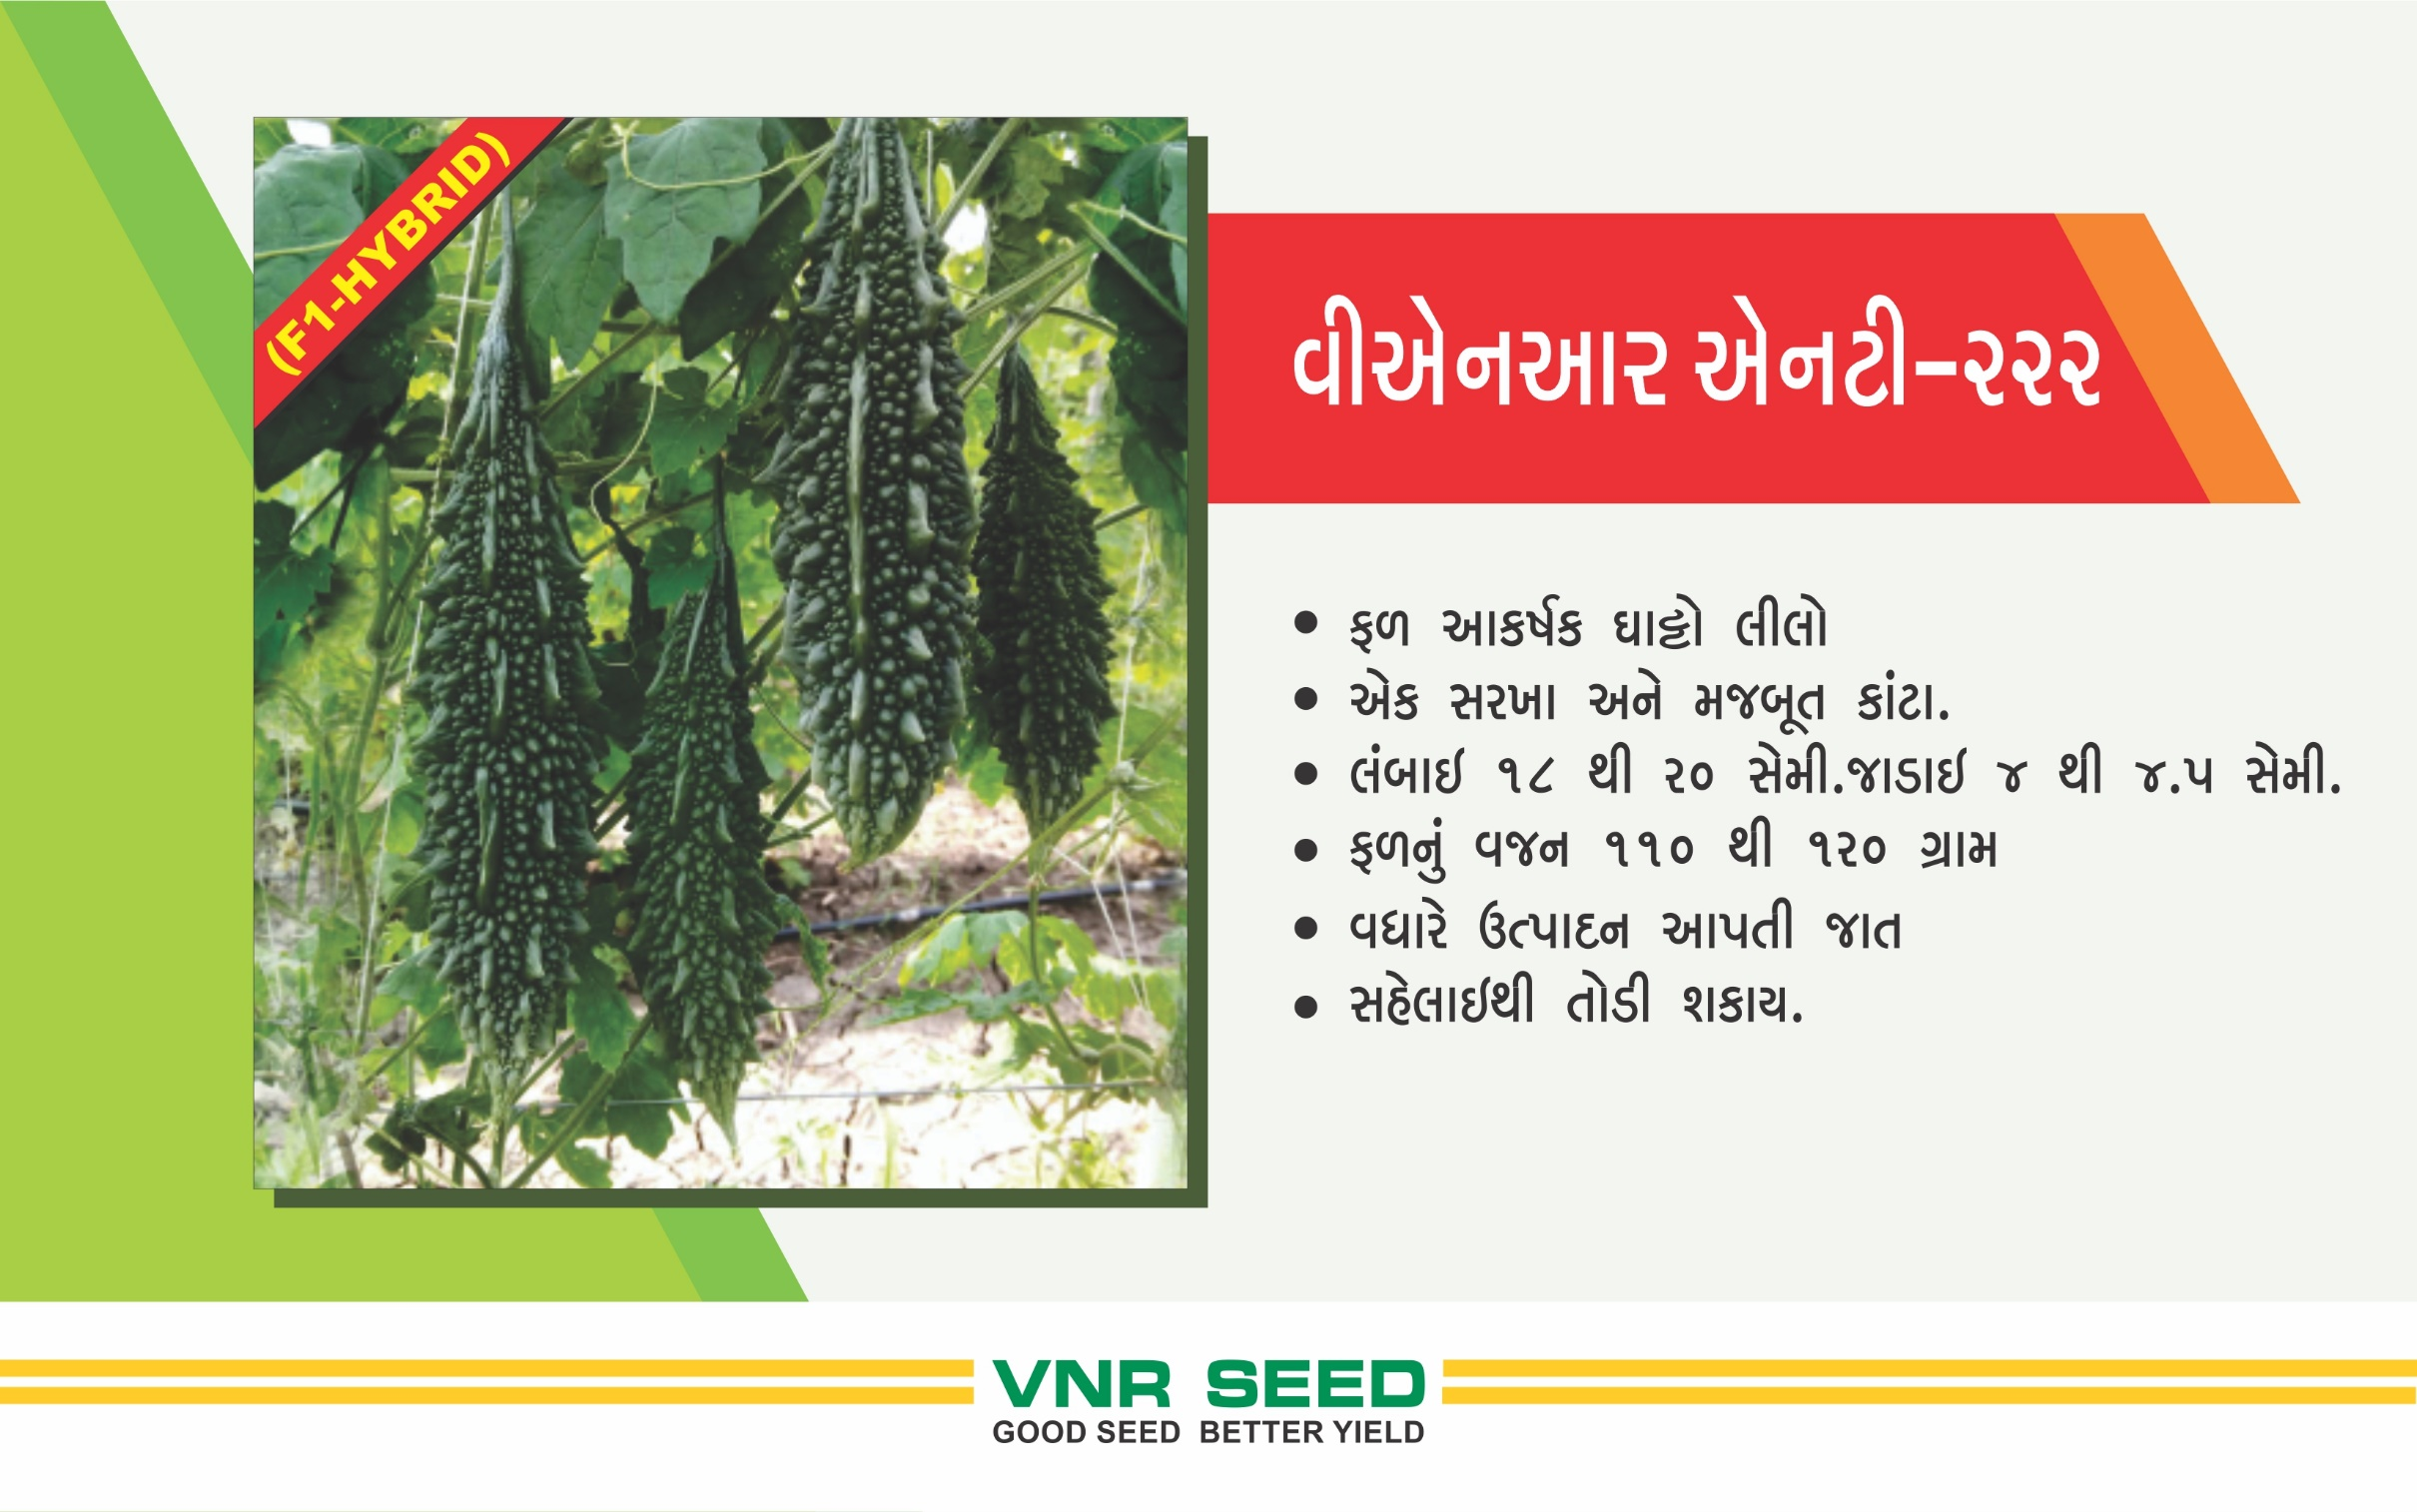 (F1-HYBRID)
વીએનઆર એનટી-૨૨૨
• ફળ આકર્ષક ઘાટ્ટો લીલો
• એક સરખા અને મજબૂત કાંટા.
• લંબાઈ ૧૮ થી ૨૦ સેમી.જાડાઈ ૪ થી ૪.૫ સેમી.
• ફળનું વજન ૧૧૦ થી ૧૨૦ ગ્રામ
• વધારે ઉત્પાદન આપતી જાત
• સહેલાઈથી તોડી શકાય.
VNR SEED
GOOD SEED BETTER YIELD